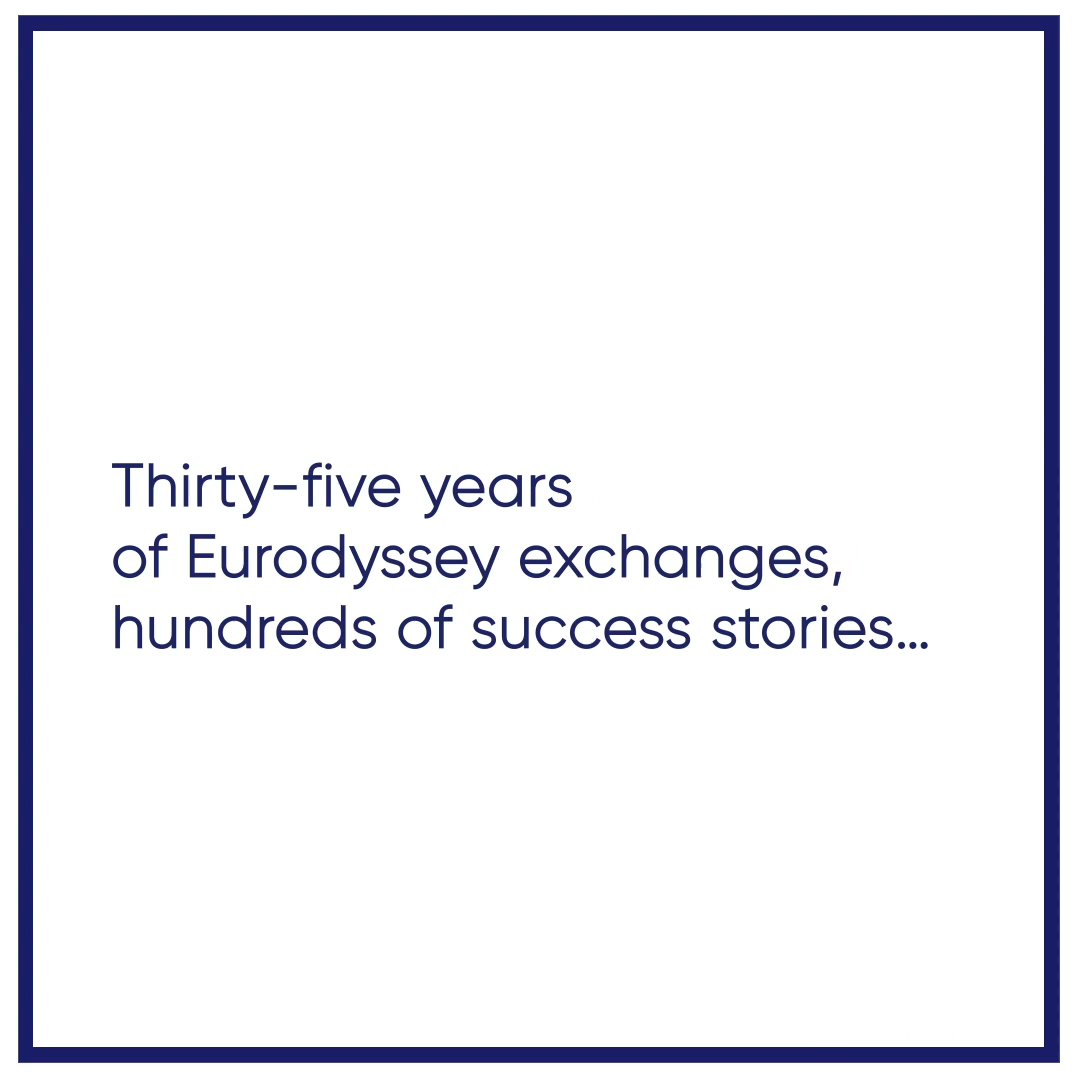 Thirty-five years
of Eurodyssey exchanges,
hundreds of success stories...